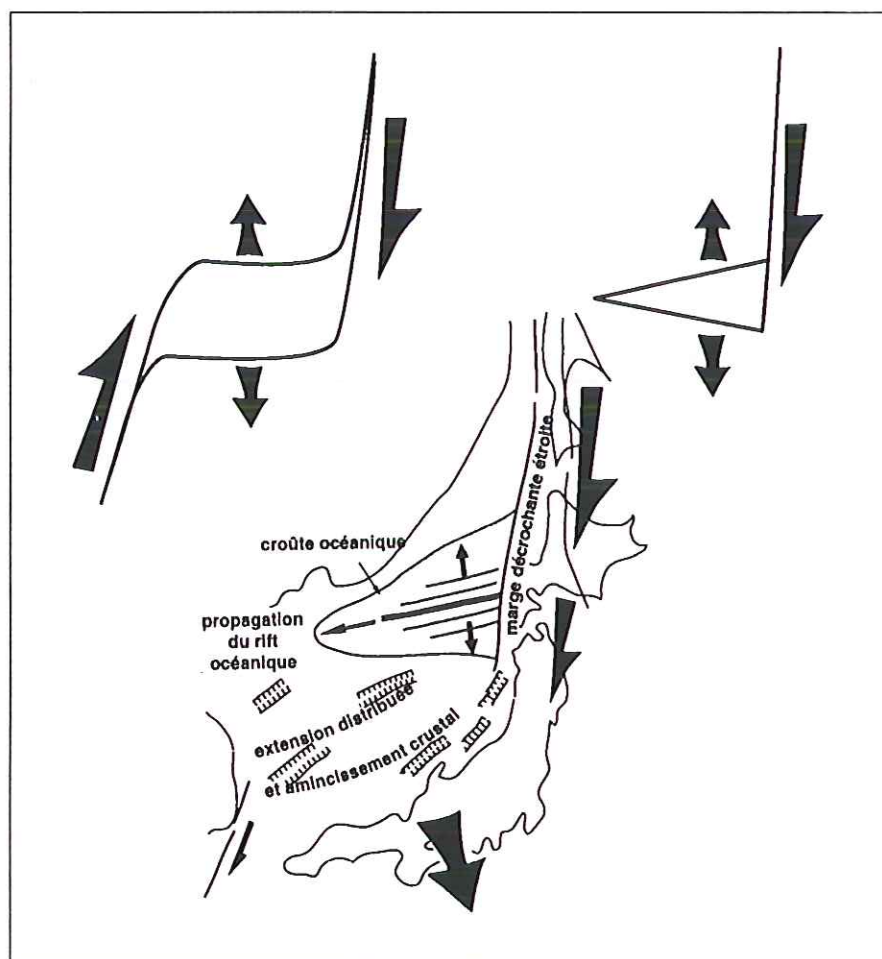 croûte océanique
marge décrochante étroite
propagation
du rift
océanique
extension distribuée
et amincissement crustal